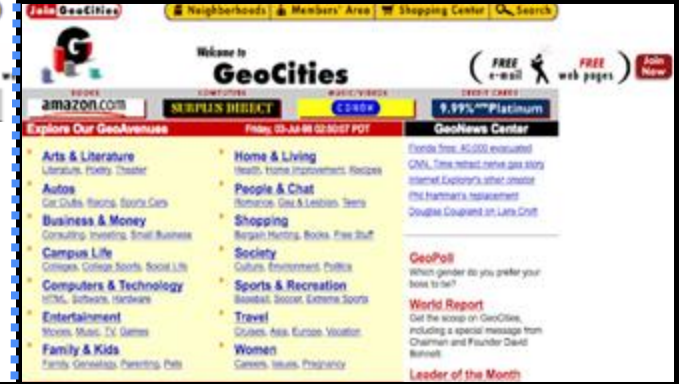 Join GeoCities
Neighborhoods Members' Area Shopping Center Search
G
Welcome to
GeoCities
FREE e-mail
FREE web pages
Join Now
BOOKS COMPUTERS MUSIC/VIDEOS CREDIT CARDS
amazon.com SURPLUS DIRECT CDNOW 9.99% Platinum
Explore Our GeoAvenues Friday, 03-Jul-98 02:50:07 PDT
Arts & Literature
Literature, Poetry, Theater
Autos
Car Clubs, Racing, Sports Cars
Business & Money
Consulting, Investing, Small Business
Campus Life
Colleges, College Sports, Social Life
Computers & Technology
HTML, Software, Hardware
Entertainment
Movies, Music, TV, Games
Family & Kids
Family, Genealogy, Parenting, Pets
Home & Living
Health, Home Improvement, Recipes
People & Chat
Romance, Gay & Lesbian, Teens
Shopping
Bargain Hunting, Books, Free Stuff
Society
Culture, Environment, Politics
Sports & Recreation
Baseball, Soccer, Extreme Sports
Travel
Cruises, Asia, Europe, Vacation
Women
Careers, Issues, Pregnancy
GeoNews Center
Florida fires: 40,000 evacuated
CNN, Time retract nerve gas story
Internet Explorer's other creator
Phil Hartman's replacement
Douglas Coupland on Lara Croft
GeoPoll
Which gender do you prefer your
boss to be?
World Report
Get the scoop on GeoCities,
including a special message from
Chairman and Founder David
Bohnett.
Leader of the Month